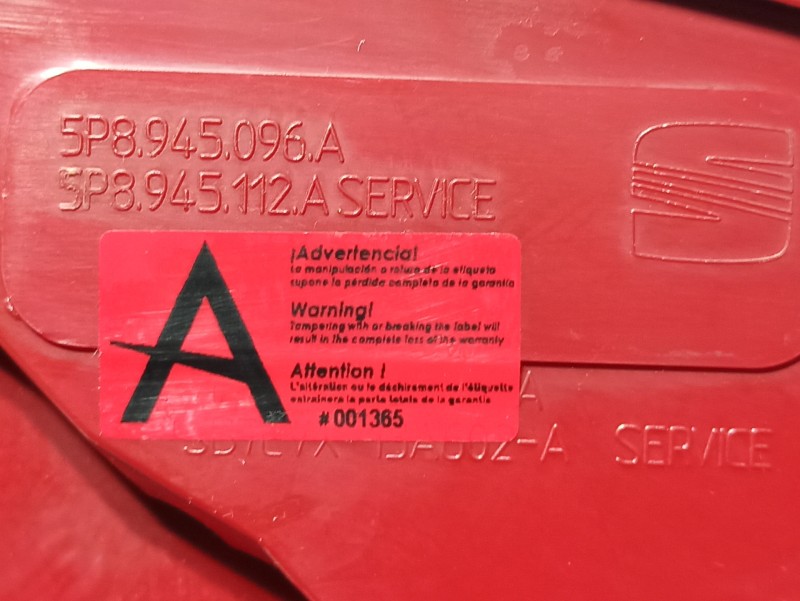 5P8.945.096.A
5P8.945.112.A SERVICE
¡Advertencia!
La manipulación o rotura de la etiqueta
supone la pérdida completa de la garantía
Warning!
Tampering with or breaking the label will
result in the complete loss of the warranty
Attention !
L'altération ou le déchirement de l'étiquette
entraînera la perte totale de la garantie
#001365
A
SERVICE